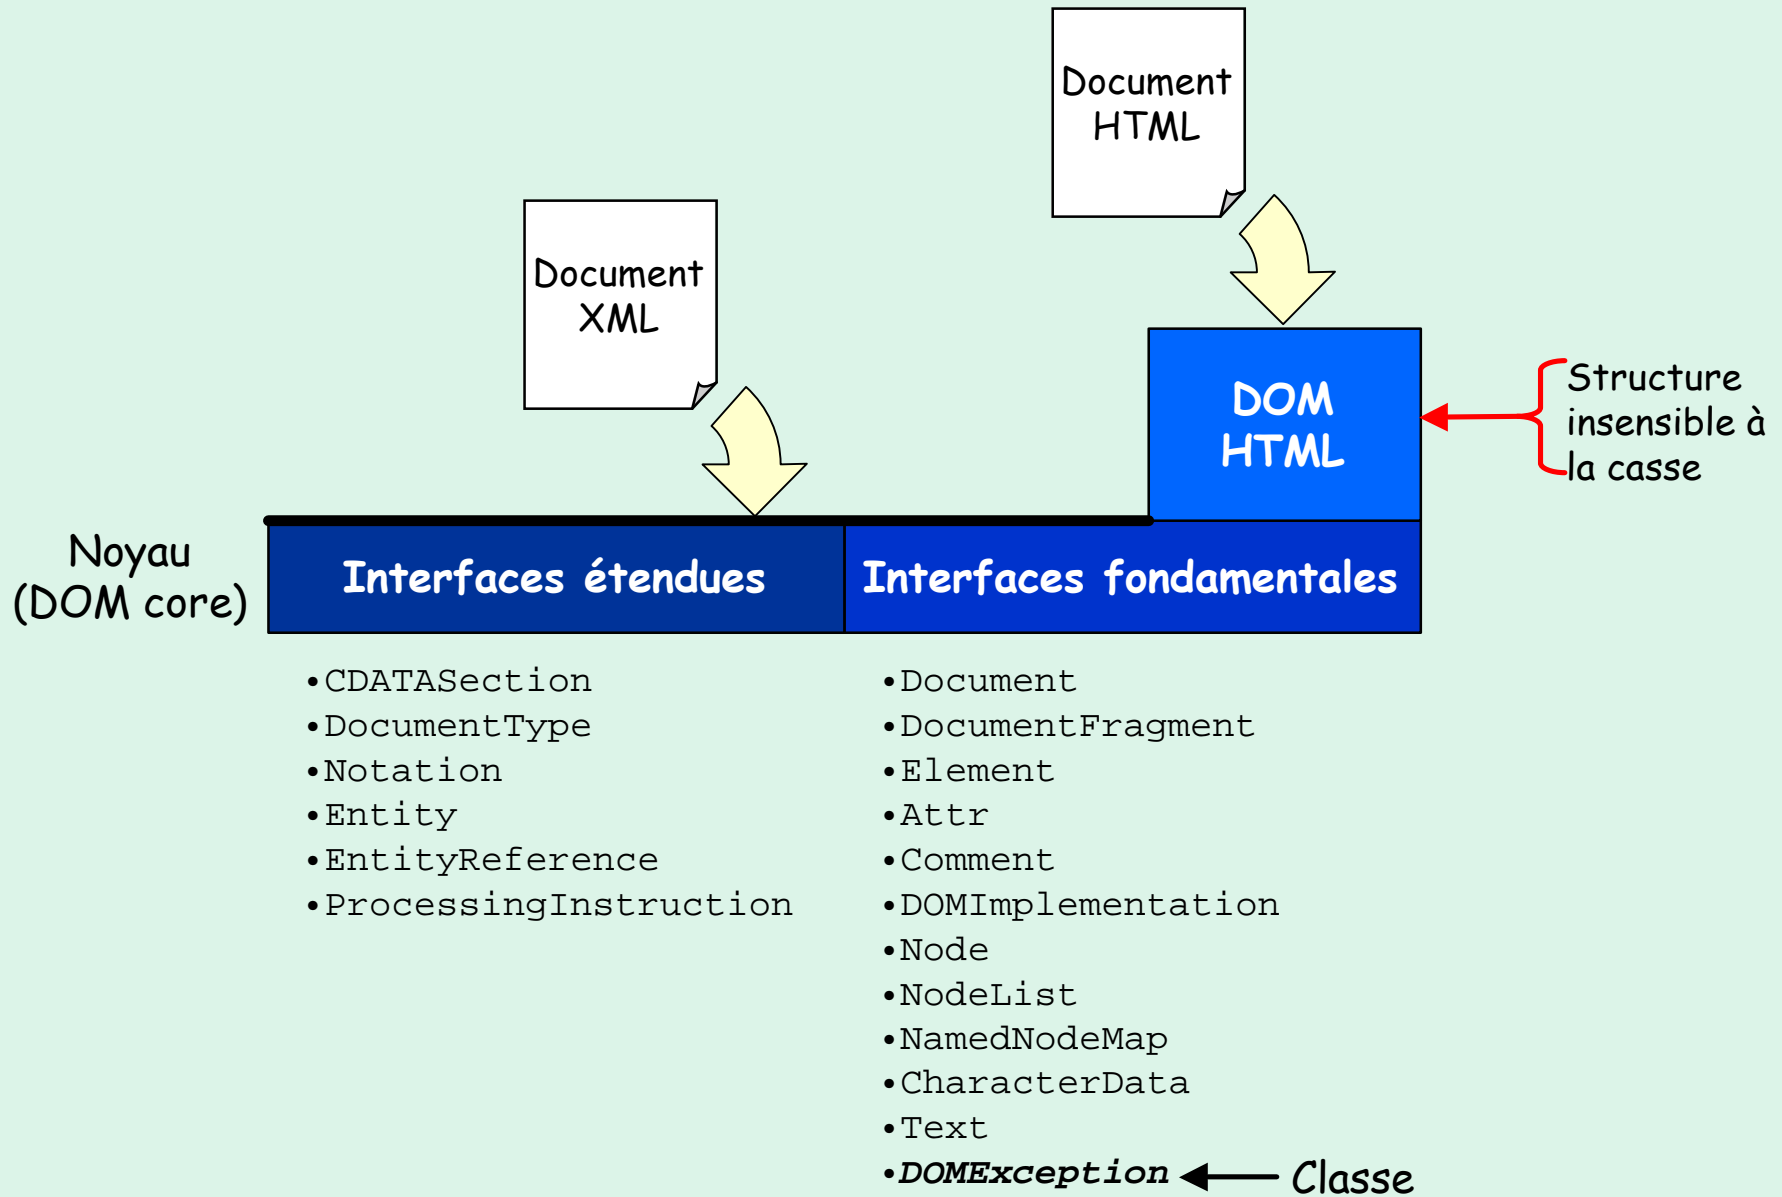 Document
HTML
Document
XML
DOM
HTML
Structure
insensible à
la casse
Noyau
(DOM core)
Interfaces étendues
Interfaces fondamentales
•CDATASection
•DocumentType
•Notation
•Entity
•EntityReference
•ProcessingInstruction
•Document
•DocumentFragment
•Element
•Attr
•Comment
•DOMImplementation
•Node
•NodeList
•NamedNodeMap
•CharacterData
•Text
•DOMException
Classe